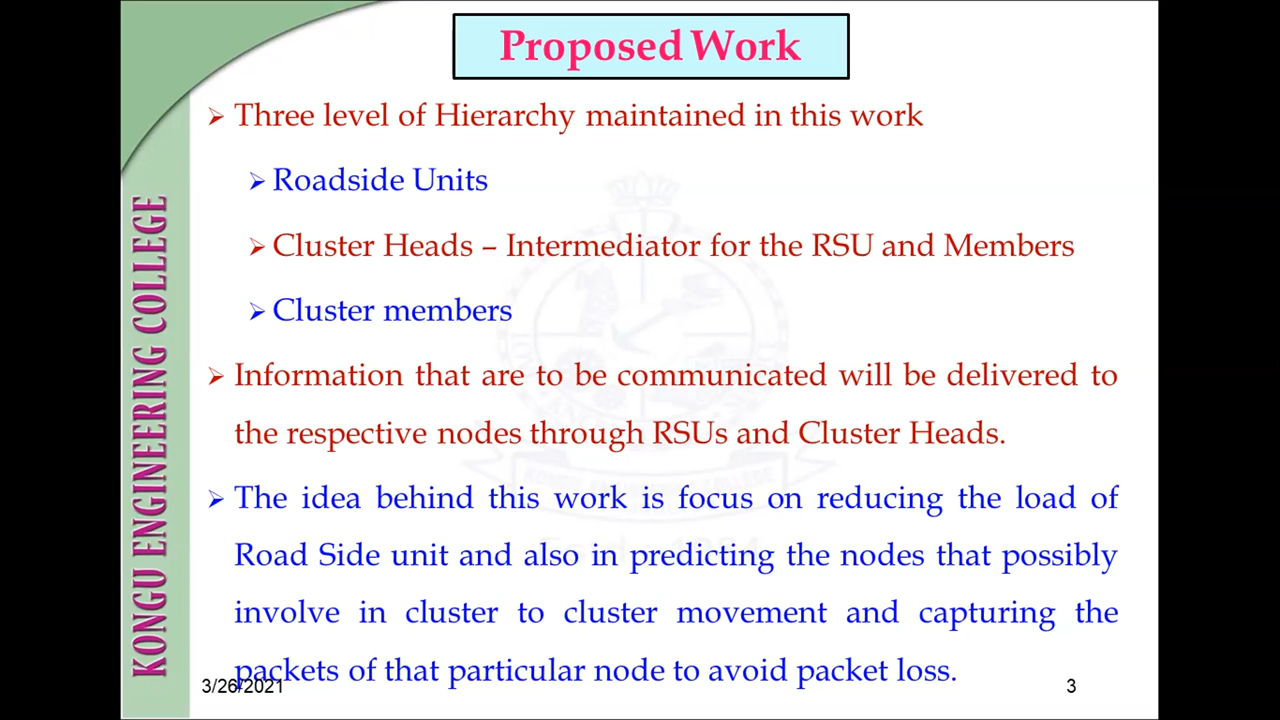 Proposed Work
Three level of Hierarchy maintained in this work
Roadside Units
Cluster Heads – Intermediator for the RSU and Members
Cluster members
Information that are to be communicated will be delivered to
the respective nodes through RSUs and Cluster Heads.
The idea behind this work is focus on reducing the load of
Road Side unit and also in predicting the nodes that possibly
involve in cluster to cluster movement and capturing the
packets of that particular node to avoid packet loss.
KONGU ENGINEERING COLLEGE
3/26/2021
3